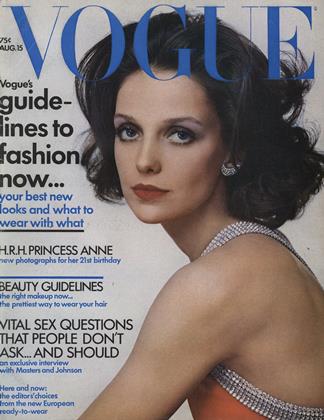 VOGUE
75¢
AUG.15
Vogue's
guide-
lines to
fashion
now...
your best new
looks and what to
wear with what
H.R.H. PRINCESS ANNE
new photographs for her 21st birthday
BEAUTY GUIDELINES
the right makeup now...
the prettiest way to wear your hair
VITAL SEX QUESTIONS
THAT PEOPLE DON'T
ASK...AND SHOULD
an exclusive interview
with Masters and Johnson
Here and now:
the editors' choices
from the new European
ready-to-wear